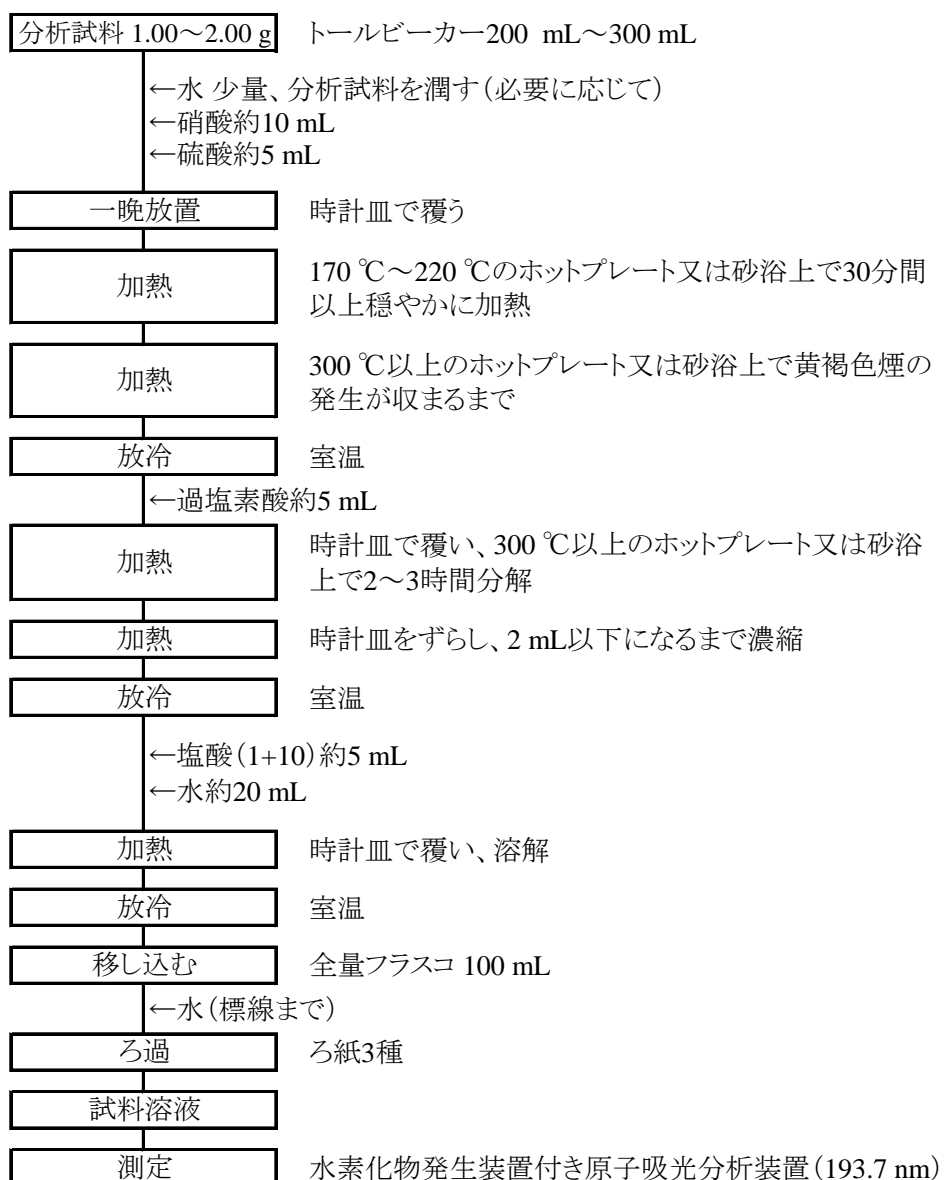 分析試料 1.00～2.00 g トールビーカー200 mL～300 mL
←水 少量、分析試料を潤す（必要に応じて）
←硝酸約10 mL
←硫酸約5 mL
一晩放置 時計皿で覆う
加熱 170 ℃～220 ℃のホットプレート又は砂浴上で30分間
以上穏やかに加熱
加熱 300 ℃以上のホットプレート又は砂浴上で黄褐色煙の
発生が収まるまで
放冷 室温
←過塩素酸約5 mL
加熱 時計皿で覆い、300 ℃以上のホットプレート又は砂浴
上で2～3時間分解
加熱 時計皿をずらし、2 mL以下になるまで濃縮
放冷 室温
←塩酸（1+10）約5 mL
←水約20 mL
加熱 時計皿で覆い、溶解
放冷 室温
移し込む 全量フラスコ 100 mL
←水（標線まで）
ろ過 ろ紙3種
試料溶液
測定 水素化物発生装置付き原子吸光分析装置（193.7 nm）